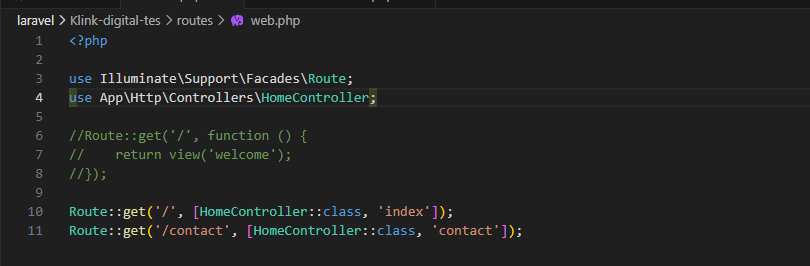 laravel > Klink-digital-tes > routes > web.php
1 <?php
2
3 use Illuminate\Support\Facades\Route;
4 use App\Http\Controllers\HomeController;
5
6 //Route::get('/', function () {
7 //    return view('welcome');
8 //});
9
10 Route::get('/', [HomeController::class, 'index']);
11 Route::get('/contact', [HomeController::class, 'contact']);